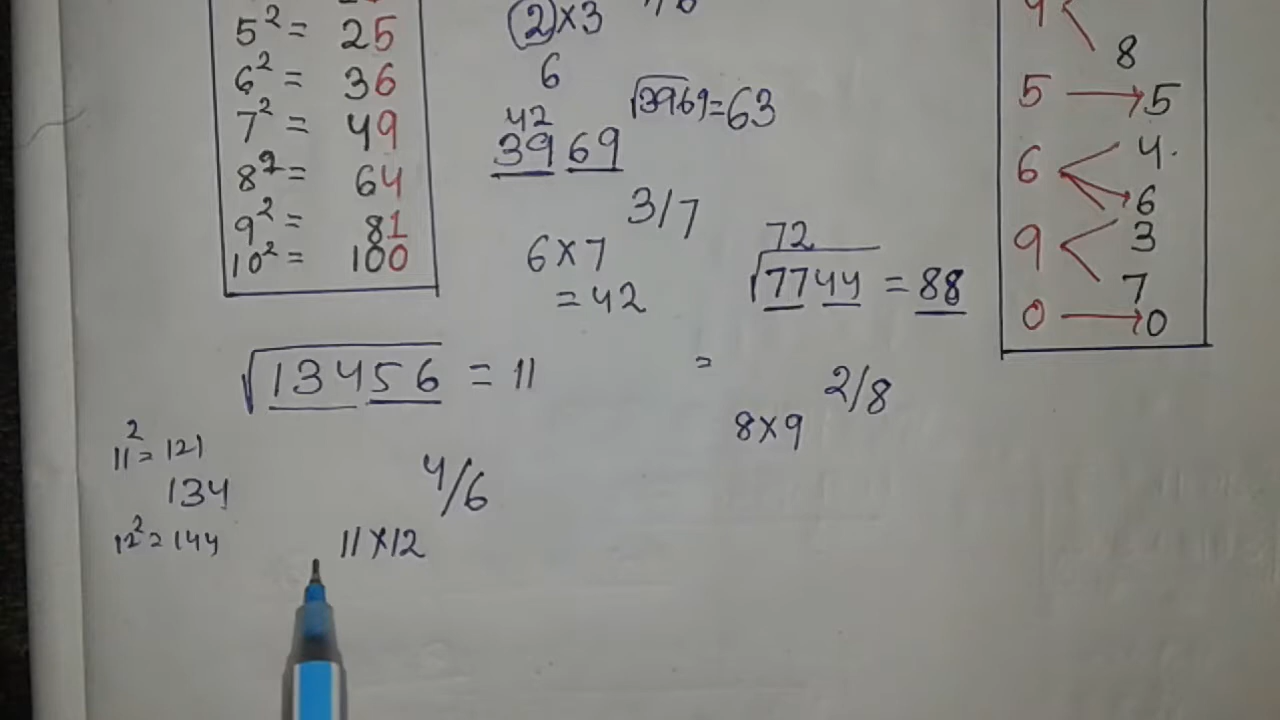 5² = 25
6² = 36
7² = 49
8² = 64
9² = 81
10² = 100
2×3
6
42
3969
√3969=63
3/7
6×7
=42
72
√7744 = 88
=
2/8
8×9
√13456 = 11
11²=121
134
12²=144
4/6
11×12
8
5 → 5
6 4.
6
9 3
7
0 → 0